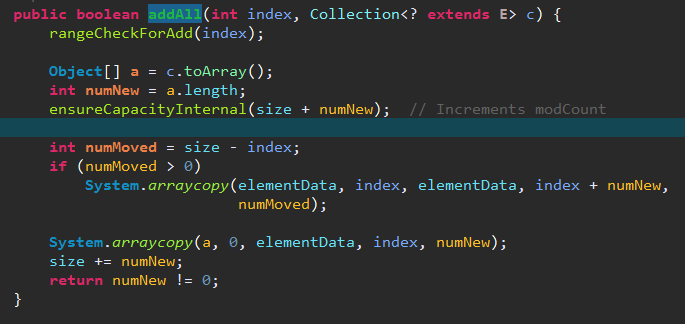 public boolean addAll(int index, Collection<? extends E> c) {
    rangeCheckForAdd(index);

    Object[] a = c.toArray();
    int numNew = a.length;
    ensureCapacityInternal(size + numNew);  // Increments modCount

    int numMoved = size - index;
    if (numMoved > 0)
        System.arraycopy(elementData, index, elementData, index + numNew,
                         numMoved);

    System.arraycopy(a, 0, elementData, index, numNew);
    size += numNew;
    return numNew != 0;
}